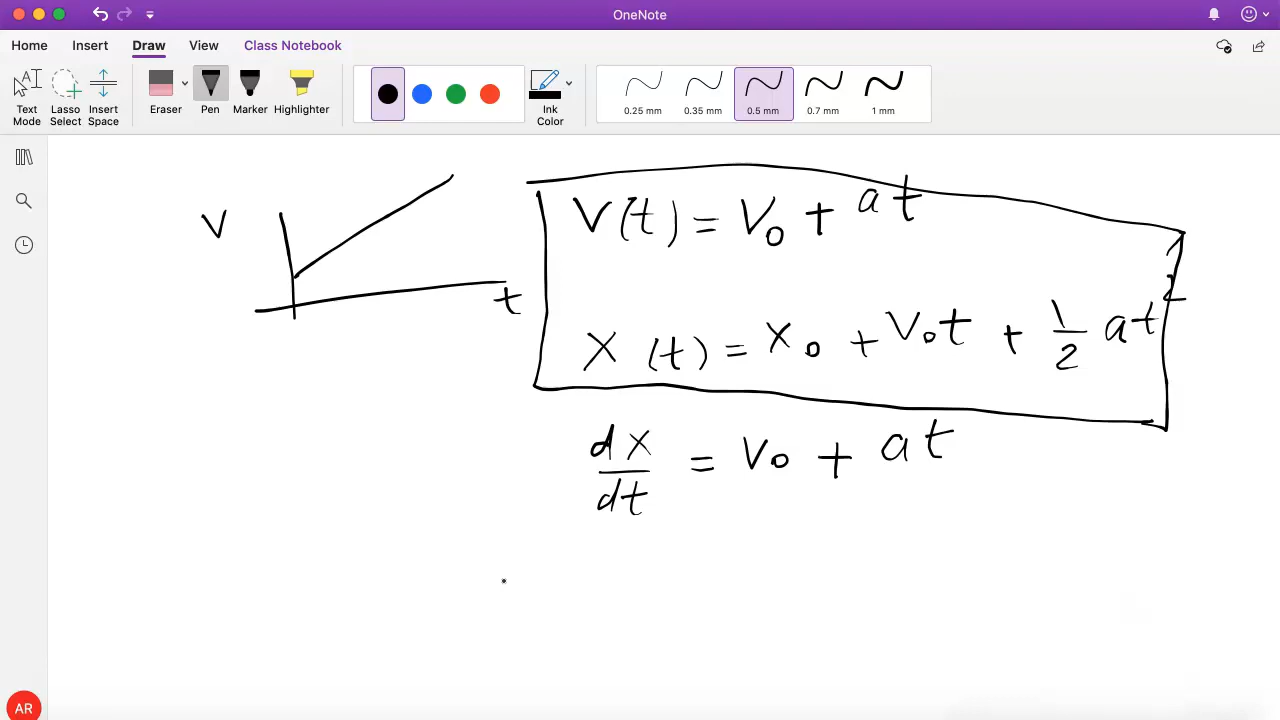 OneNote
Home Insert Draw View Class Notebook
Text Mode
Lasso Select
Insert Space
Eraser
Pen
Marker
Highlighter
Ink Color
0.25 mm
0.35 mm
0.5 mm
0.7 mm
1 mm
V
t
V(t) = V₀ + at
X(t) = X₀ + V₀t + 1/2 at²
dx/dt = V₀ + at
AR